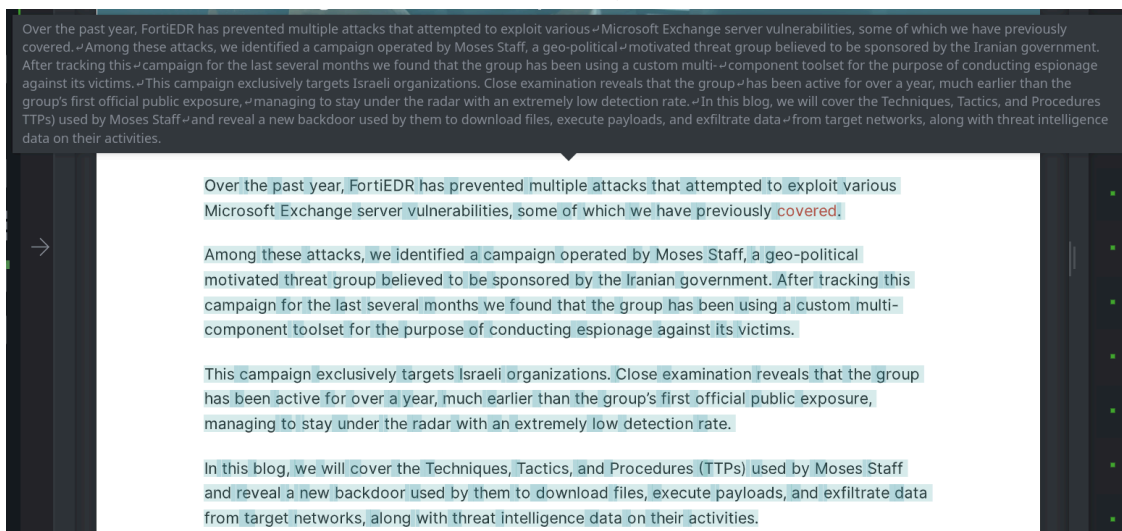 Over the past year, FortiEDR has prevented multiple attacks that attempted to exploit various↵Microsoft Exchange server vulnerabilities, some of which we have previously
covered.↵Among these attacks, we identified a campaign operated by Moses Staff, a geo-political↵motivated threat group believed to be sponsored by the Iranian government.
After tracking this↵campaign for the last several months we found that the group has been using a custom multi-↵component toolset for the purpose of conducting espionage
against its victims.↵This campaign exclusively targets Israeli organizations. Close examination reveals that the group↵has been active for over a year, much earlier than the
group’s first official public exposure,↵managing to stay under the radar with an extremely low detection rate.↵In this blog, we will cover the Techniques, Tactics, and Procedures
TTPs) used by Moses Staff↵and reveal a new backdoor used by them to download files, execute payloads, and exfiltrate data↵from target networks, along with threat intelligence
data on their activities.
Over the past year, FortiEDR has prevented multiple attacks that attempted to exploit various
Microsoft Exchange server vulnerabilities, some of which we have previously covered.
Among these attacks, we identified a campaign operated by Moses Staff, a geo-political
motivated threat group believed to be sponsored by the Iranian government. After tracking this
campaign for the last several months we found that the group has been using a custom multi-
component toolset for the purpose of conducting espionage against its victims.
This campaign exclusively targets Israeli organizations. Close examination reveals that the group
has been active for over a year, much earlier than the group’s first official public exposure,
managing to stay under the radar with an extremely low detection rate.
In this blog, we will cover the Techniques, Tactics, and Procedures (TTPs) used by Moses Staff
and reveal a new backdoor used by them to download files, execute payloads, and exfiltrate data
from target networks, along with threat intelligence data on their activities.